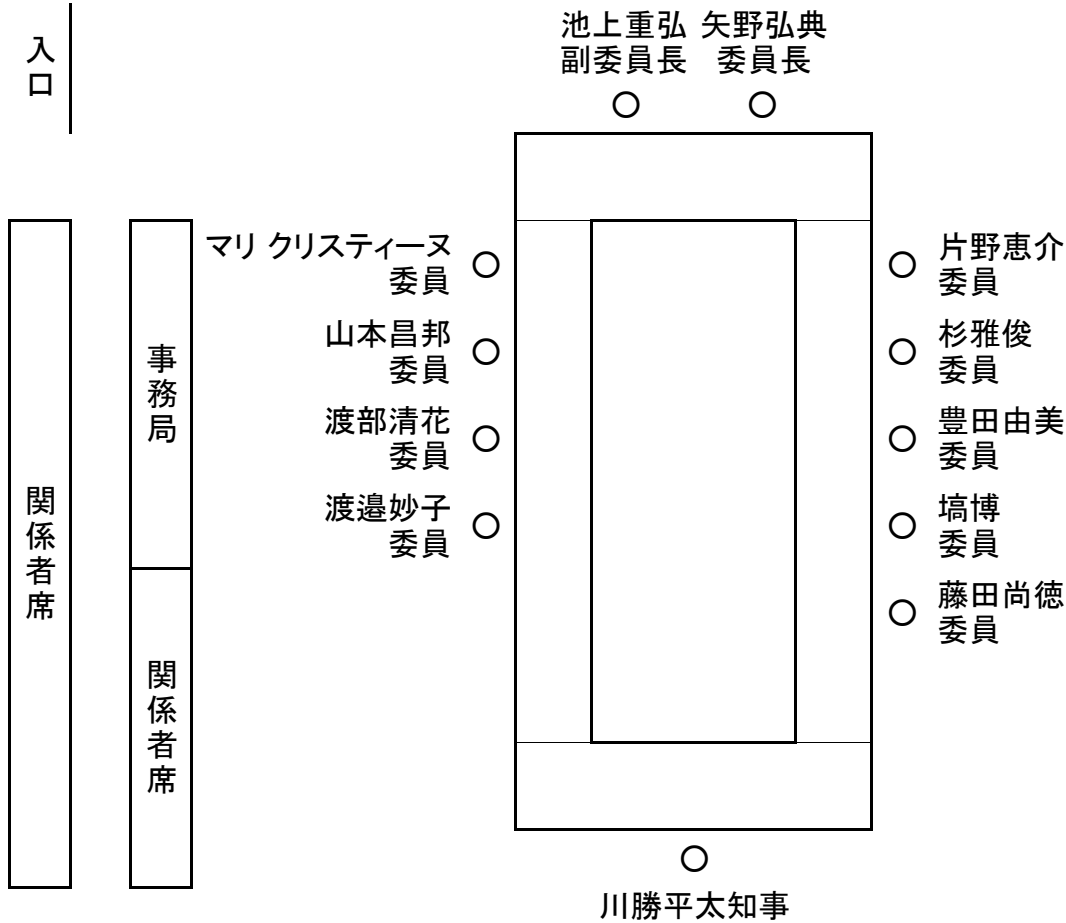 入口
池上重弘
副委員長
矢野弘典
委員長
マリ クリスティーヌ
委員
山本昌邦
委員
渡部清花
委員
渡邉妙子
委員
片野恵介
委員
杉雅俊
委員
豊田由美
委員
塙博
委員
藤田尚徳
委員
事務局
関係者席
関係者席
川勝平太知事